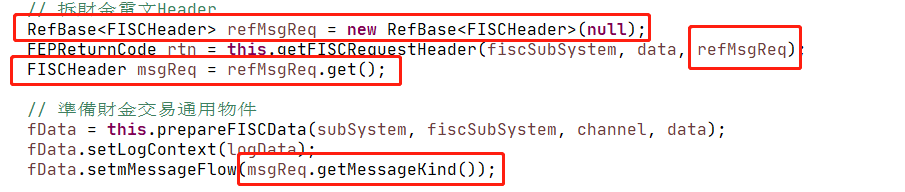 // 拆財金電文Header
RefBase<FISCHeader> refMsgReq = new RefBase<FISCHeader>(null);
FEPReturnCode rtn = this.getFISCRequestHeader(fiscSubSystem, data, refMsgReq);
FISCHeader msgReq = refMsgReq.get();
// 準備財金交易通用物件
fData = this.prepareFISCData(subSystem, fiscSubSystem, channel, data);
fData.setLogContext(logData);
fData.setmMessageFlow(msgReq.getMessageKind());